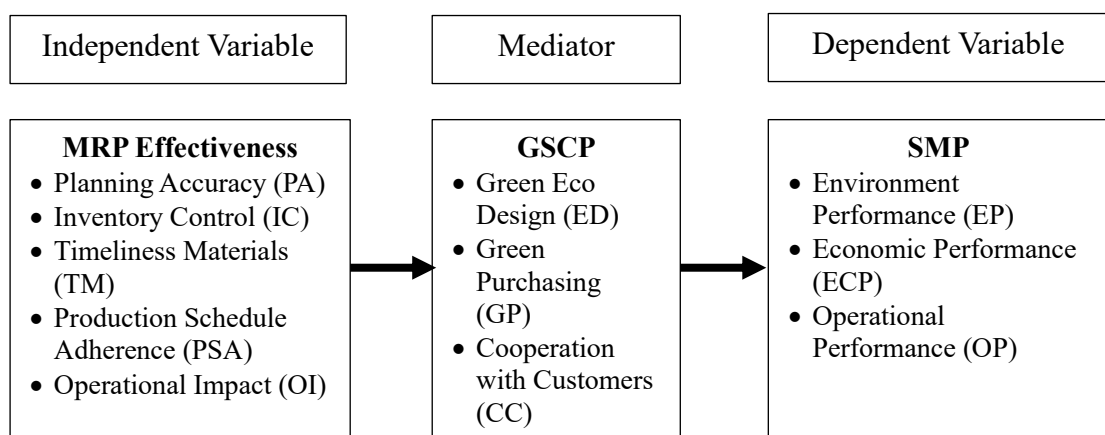 Independent Variable
Mediator
Dependent Variable
MRP Effectiveness
• Planning Accuracy (PA)
• Inventory Control (IC)
• Timeliness Materials
(TM)
• Production Schedule
Adherence (PSA)
• Operational Impact (OI)
GSCP
• Green Eco
Design (ED)
• Green
Purchasing
(GP)
• Cooperation
with Customers
(CC)
SMP
• Environment
Performance (EP)
• Economic Performance
(ECP)
• Operational
Performance (OP)